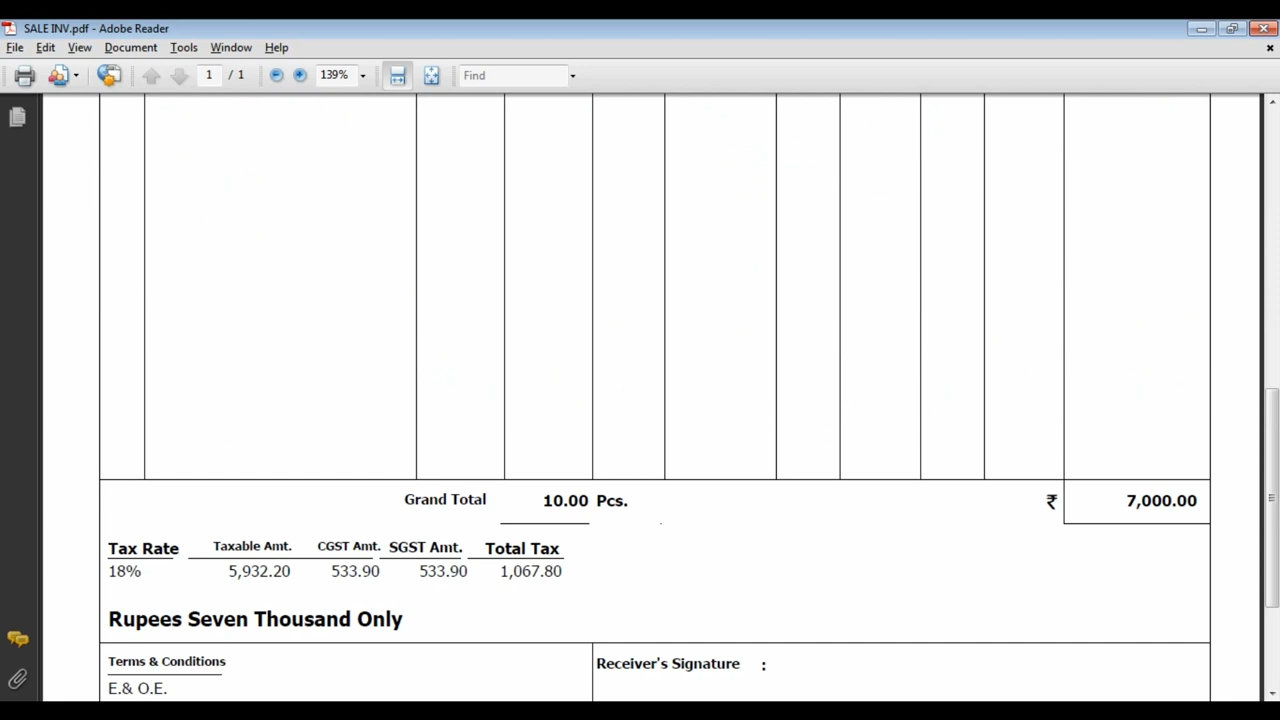 SALE INV.pdf - Adobe Reader
File Edit View Document Tools Window Help
1 / 1 139% Find
Grand Total 10.00 Pcs. ₹ 7,000.00
Tax Rate Taxable Amt. CGST Amt. SGST Amt. Total Tax
18% 5,932.20 533.90 533.90 1,067.80
Rupees Seven Thousand Only
Terms & Conditions
Receiver's Signature :
E.& O.E.